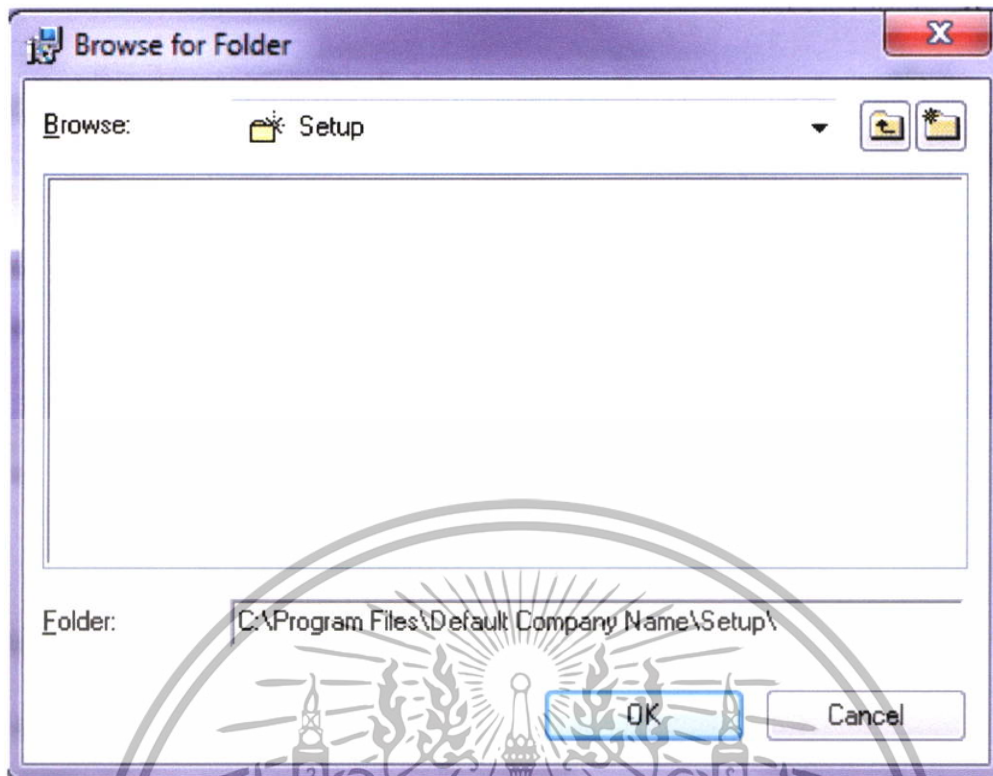 Browse for Folder
Browse:
Setup
Folder:
C:\Program Files\Default Company Name\Setup\
OK
Cancel